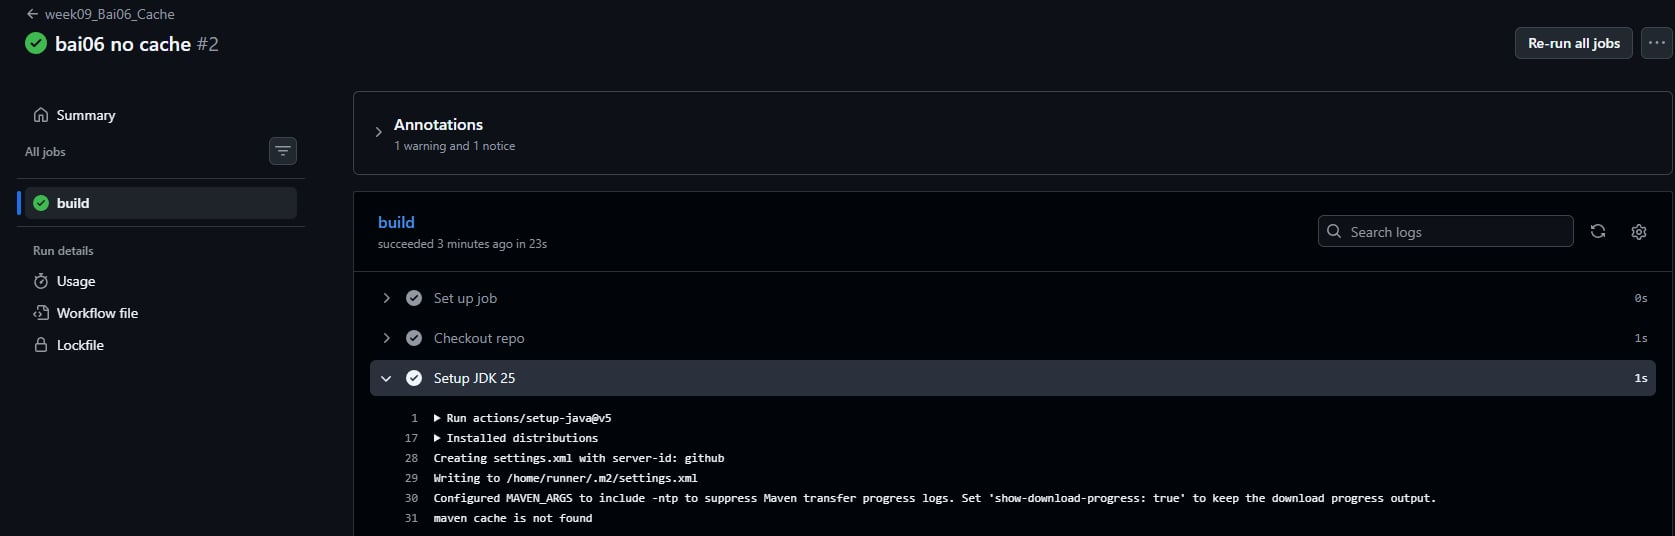 ← week09_Bai06_Cache
bai06 no cache #2
Re-run all jobs
Summary
All jobs
build
Run details
Usage
Workflow file
Lockfile
Annotations
1 warning and 1 notice
build
succeeded 3 minutes ago in 23s
Search logs
Set up job 0s
Checkout repo 1s
Setup JDK 25 1s
1 ▶ Run actions/setup-java@v5
17 ▶ Installed distributions
28 Creating settings.xml with server-id: github
29 Writing to /home/runner/.m2/settings.xml
30 Configured MAVEN_ARGS to include -ntp to suppress Maven transfer progress logs. Set 'show-download-progress: true' to keep the download progress output.
31 maven cache is not found